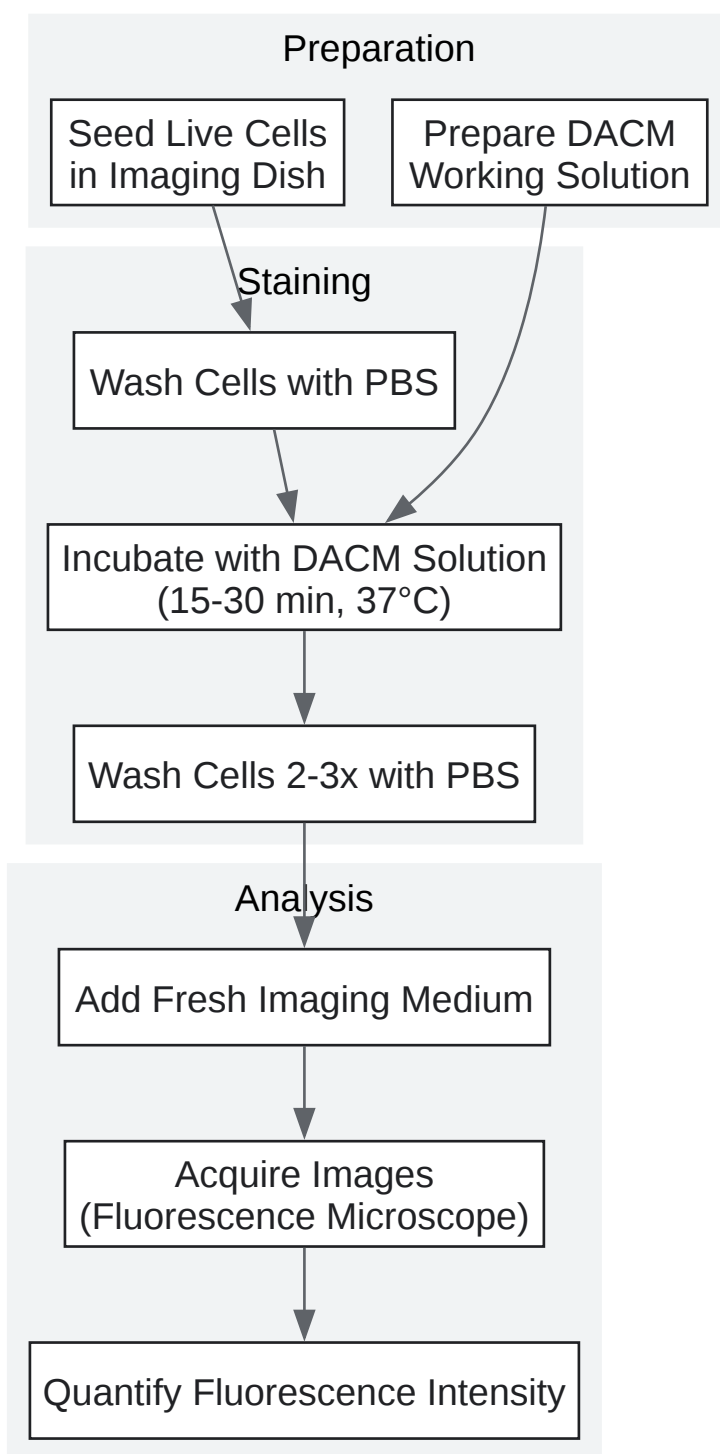 Preparation
Seed Live Cells
in Imaging Dish
Prepare DACM
Working Solution
Staining
Wash Cells with PBS
Incubate with DACM Solution
(15-30 min, 37°C)
Wash Cells 2-3x with PBS
Analysis
Add Fresh Imaging Medium
Acquire Images
(Fluorescence Microscope)
Quantify Fluorescence Intensity